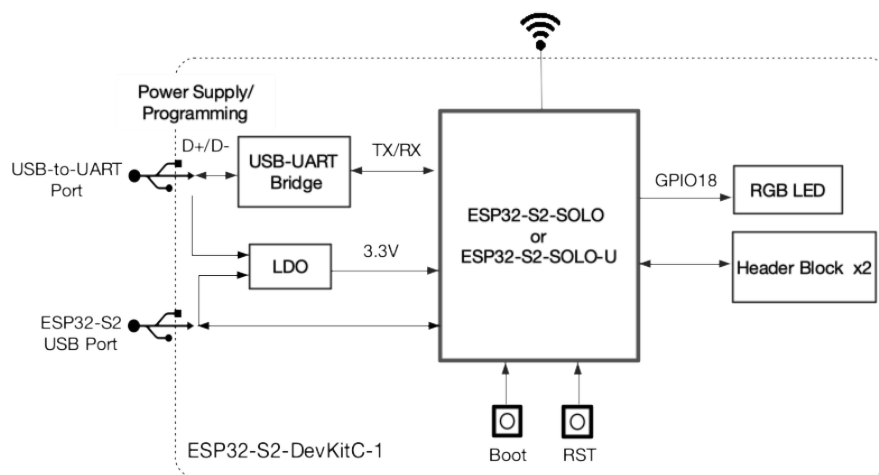 Power Supply/
Programming
D+/D-
USB-to-UART
Port
USB-UART
Bridge
TX/RX
ESP32-S2-SOLO
or
ESP32-S2-SOLO-U
GPIO18
RGB LED
LDO
3.3V
Header Block x2
ESP32-S2
USB Port
Boot
RST
ESP32-S2-DevKitC-1